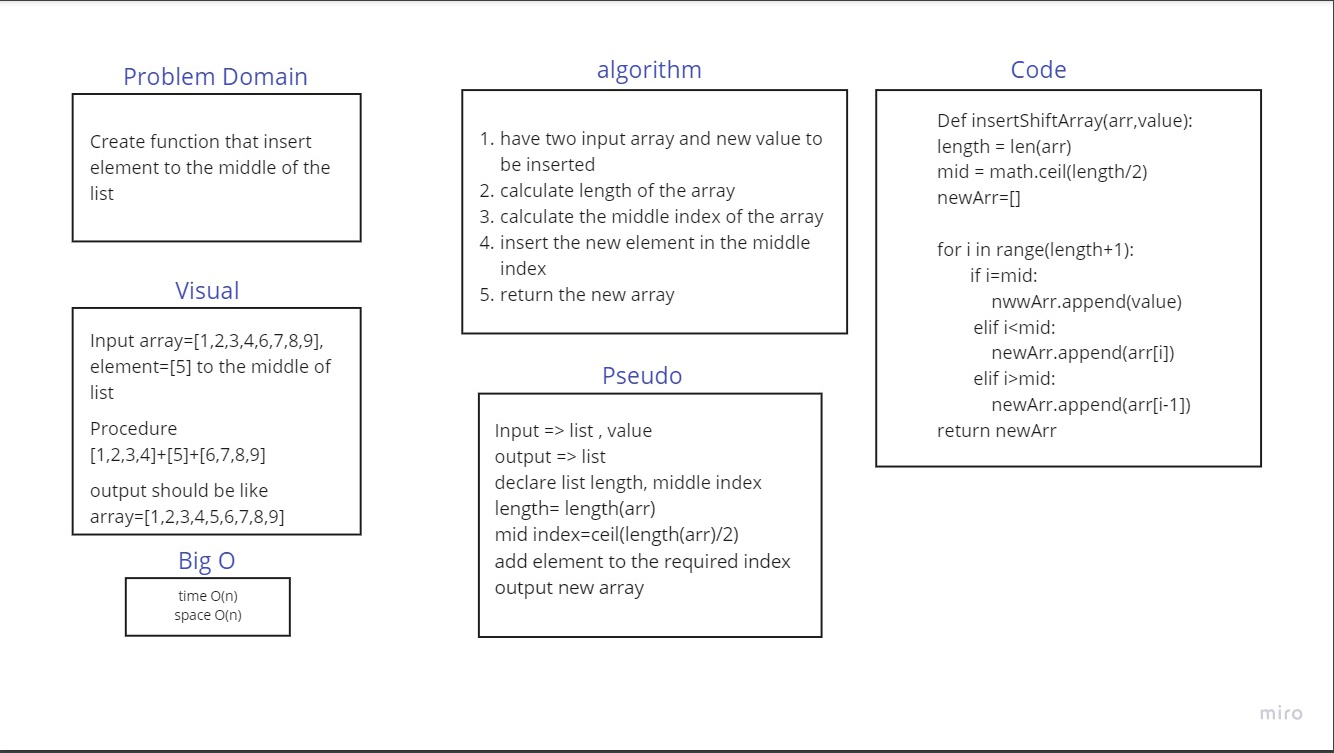 Problem Domain
Create function that insert
element to the middle of the
list
Visual
Input array=[1,2,3,4,6,7,8,9],
element=[5] to the middle of
list
Procedure
[1,2,3,4]+[5]+[6,7,8,9]
output should be like
array=[1,2,3,4,5,6,7,8,9]
Big O
time O(n)
space O(n)
algorithm
1. have two input array and new value to
be inserted
2. calculate length of the array
3. calculate the middle index of the array
4. insert the new element in the middle
index
5. return the new array
Pseudo
Input => list , value
output => list
declare list length, middle index
length= length(arr)
mid index=ceil(length(arr)/2)
add element to the required index
output new array
Code
Def insertShiftArray(arr,value):
length = len(arr)
mid = math.ceil(length/2)
newArr=[]
for i in range(length+1):
if i=mid:
nwwArr.append(value)
elif i<mid:
newArr.append(arr[i])
elif i>mid:
newArr.append(arr[i-1])
return newArr
miro